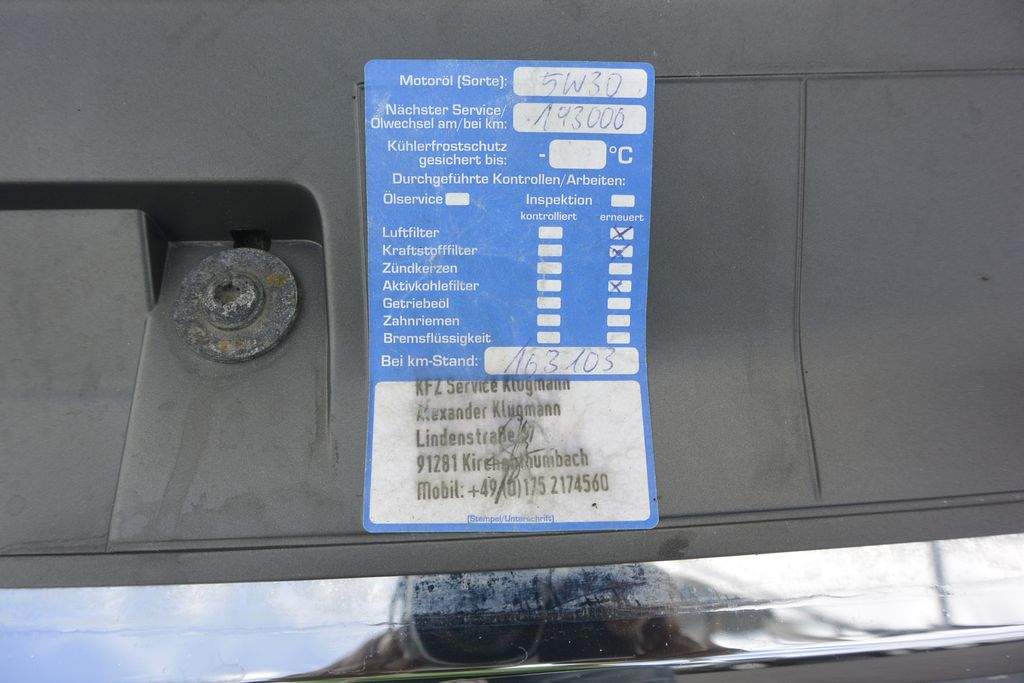 Motoröl (Sorte): 5W30
Nächster Service/
Ölwechsel am/bei km: 193000
Kühlerfrostschutz
gesichert bis: - °C
Durchgeführte Kontrollen/Arbeiten:
Ölservice Inspektion
kontrolliert erneuert
Luftfilter x
Kraftstofffilter x
Zündkerzen
Aktivkohlefilter x
Getriebeöl
Zahnriemen
Bremsflüssigkeit
Bei km-Stand: 163103
KFZ Service Klugmann
Alexander Klugmann
Lindenstraße
91281 Kirchenthumbach
Mobil: +49 (0)175 2174560
(Stempel/Unterschrift)